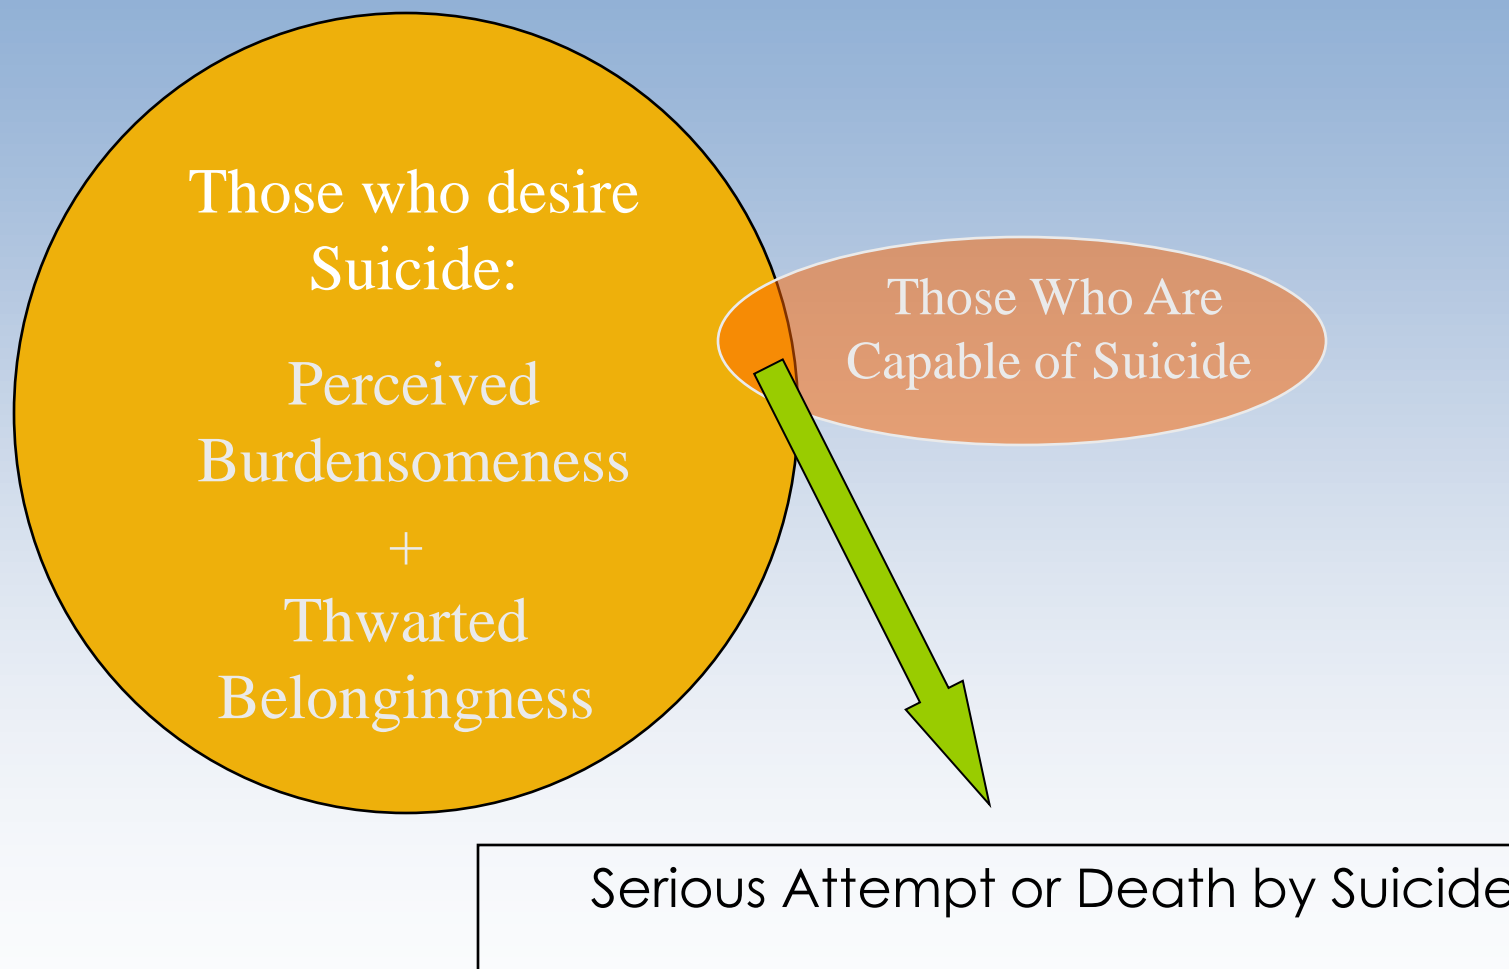 Those who desire
Suicide:
Perceived
Burdensomeness
+
Thwarted
Belongingness
Those Who Are
Capable of Suicide
Serious Attempt or Death by Suicide